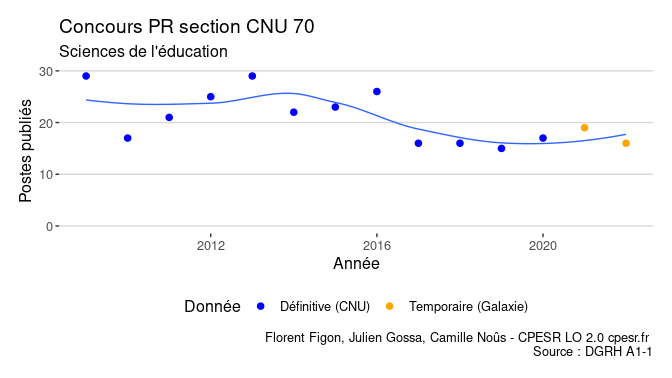 Concours PR section CNU 70
Sciences de l'éducation
Postes publiés
30
20
10
0
2012
2016
2020
Année
Donnée
Définitive (CNU)
Temporaire (Galaxie)
Florent Figon, Julien Gossa, Camille Noûs - CPESR LO 2.0 cpesr.fr
Source : DGRH A1-1